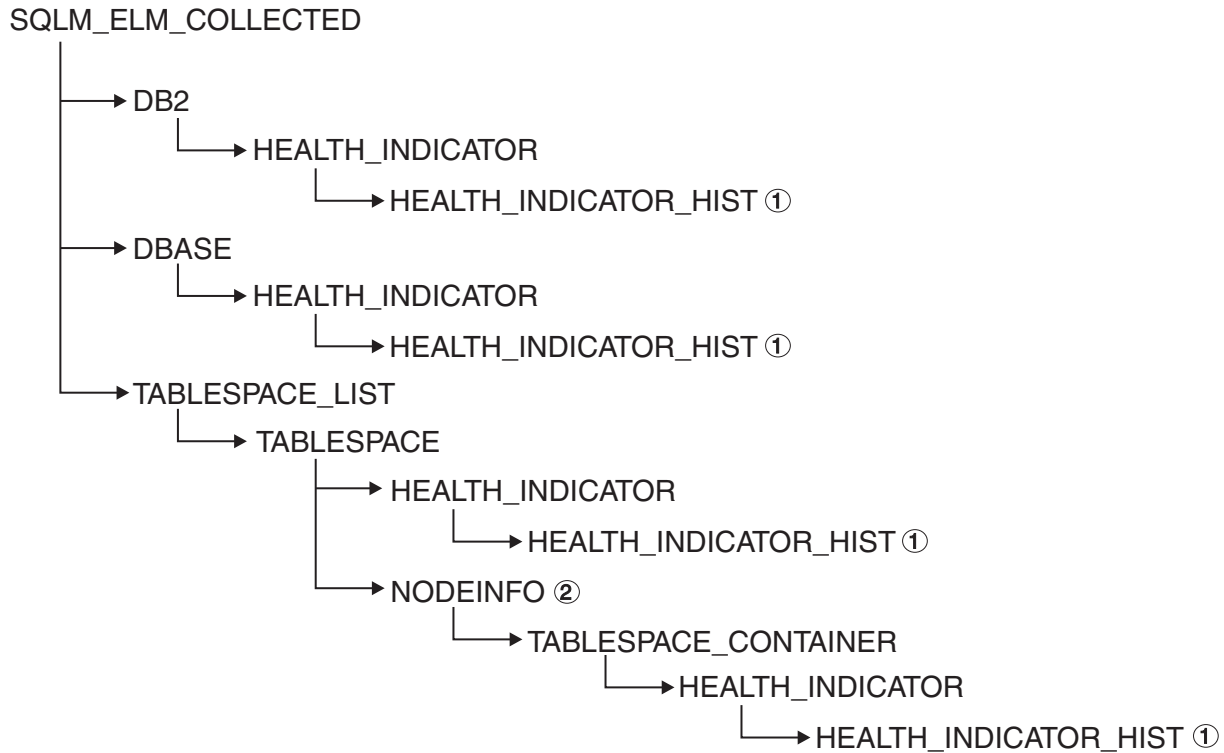 SQLM_ELM_COLLECTED
DB2
HEALTH_INDICATOR
HEALTH_INDICATOR_HIST ①
DBASE
HEALTH_INDICATOR
HEALTH_INDICATOR_HIST ①
TABLESPACE_LIST
TABLESPACE
HEALTH_INDICATOR
HEALTH_INDICATOR_HIST ①
NODEINFO ②
TABLESPACE_CONTAINER
HEALTH_INDICATOR
HEALTH_INDICATOR_HIST ①